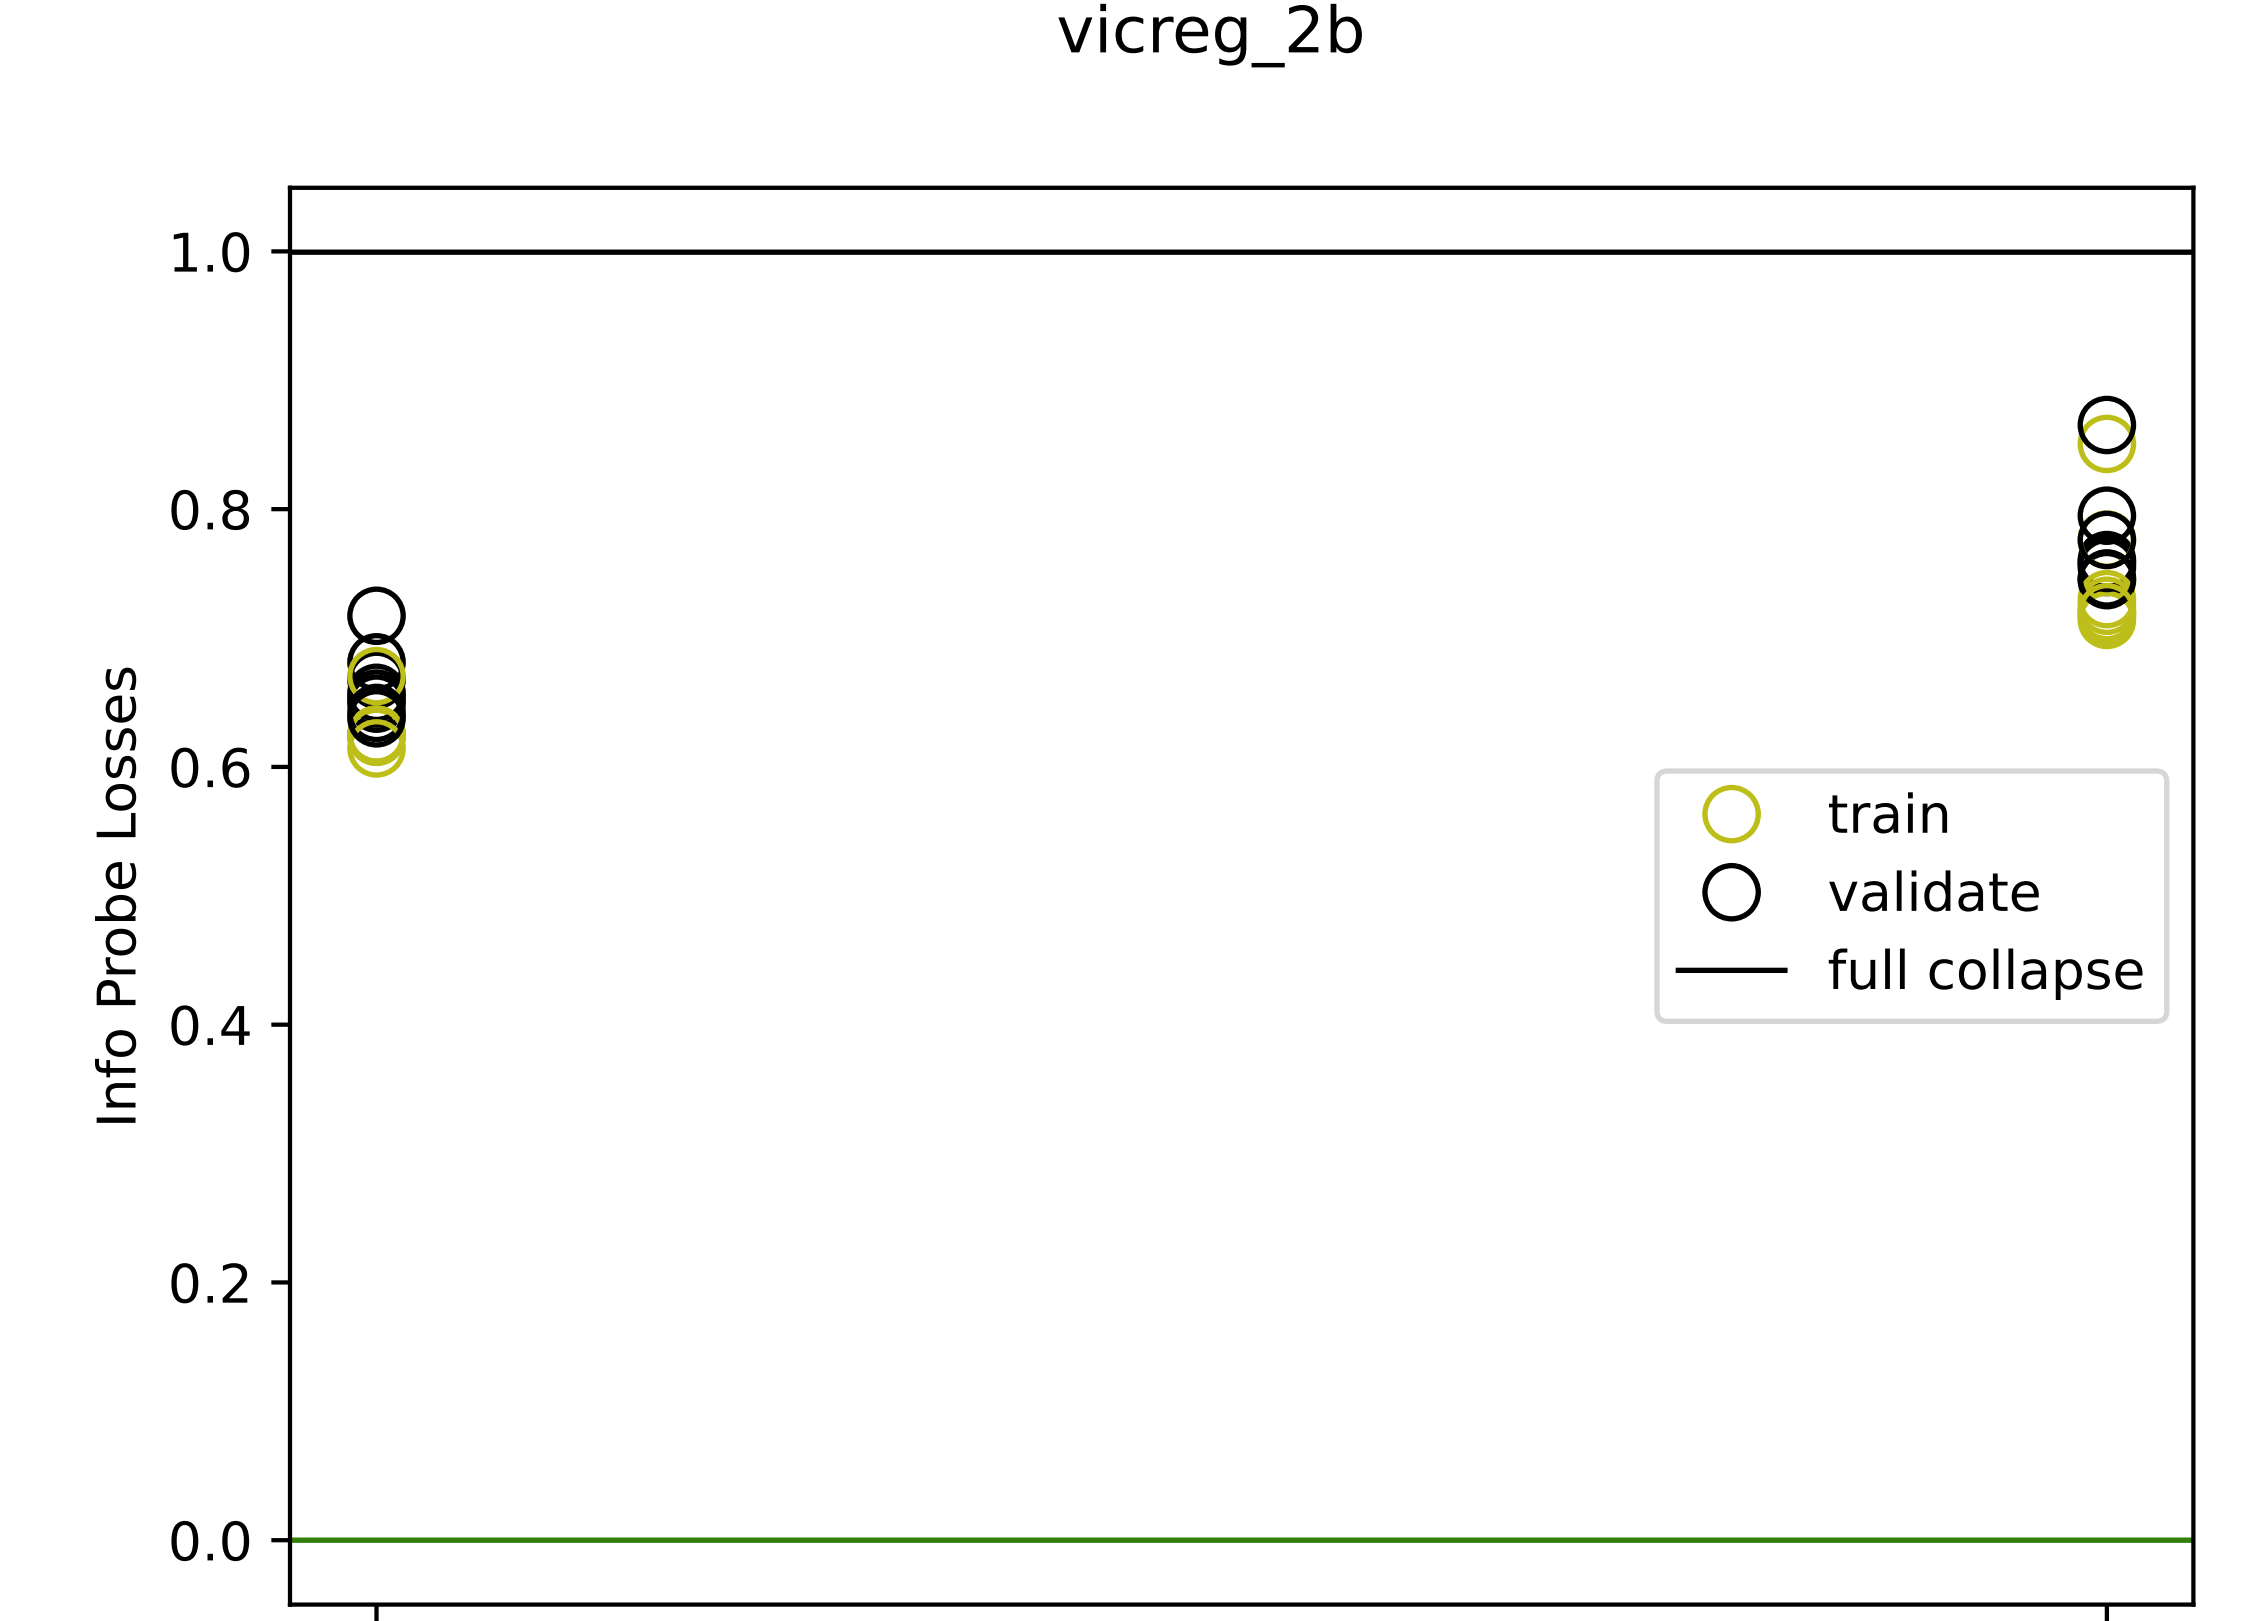 vicreg_2b
1.0
0.8
0.6
0.4
0.2
0.0
Info Probe Losses
train
validate
full collapse